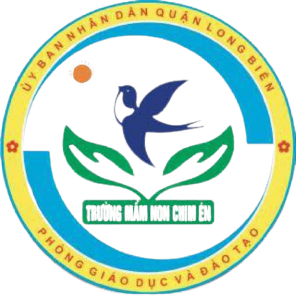 ỦY BAN NHÂN DÂN QUẬN LONG BIÊN
TRƯỜNG MẦM NON CHIM ÉN
PHÒNG GIÁO DỤC VÀ ĐÀO TẠO